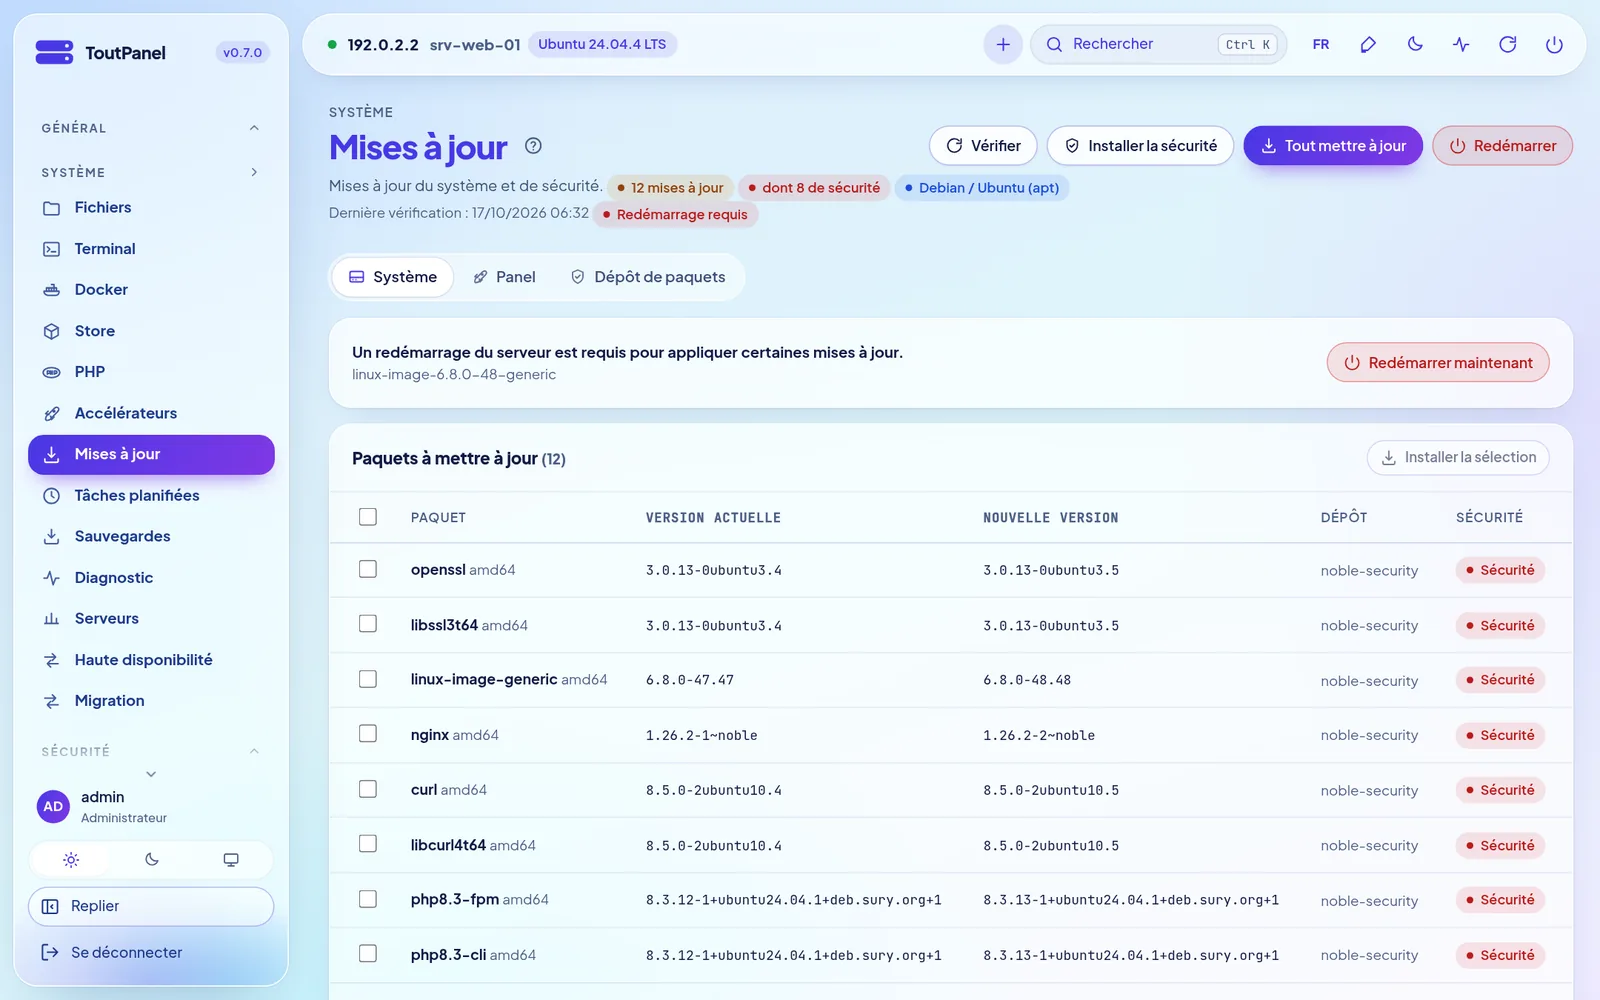 ToutPanel v0.7.0
GÉNÉRAL
SYSTÈME
Fichiers
Terminal
Docker
Store
PHP
Accélérateurs
Mises à jour
Tâches planifiées
Sauvegardes
Diagnostic
Serveurs
Haute disponibilité
Migration
SÉCURITÉ
AD admin
Administrateur
Replier
Se déconnecter
192.0.2.2 srv-web-01 Ubuntu 24.04.4 LTS
Rechercher Ctrl K FR
SYSTÈME
Mises à jour
Vérifier Installer la sécurité Tout mettre à jour Redémarrer
Mises à jour du système et de sécurité. 12 mises à jour dont 8 de sécurité Debian / Ubuntu (apt)
Dernière vérification : 17/10/2026 06:32 Redémarrage requis
Système Panel Dépôt de paquets
Un redémarrage du serveur est requis pour appliquer certaines mises à jour.
linux-image-6.8.0-48-generic
Redémarrer maintenant
Paquets à mettre à jour (12) Installer la sélection
PAQUET VERSION ACTUELLE NOUVELLE VERSION DÉPÔT SÉCURITÉ
openssl amd64 3.0.13-0ubuntu3.4 3.0.13-0ubuntu3.5 noble-security Sécurité
libssl3t64 amd64 3.0.13-0ubuntu3.4 3.0.13-0ubuntu3.5 noble-security Sécurité
linux-image-generic amd64 6.8.0-47.47 6.8.0-48.48 noble-security Sécurité
nginx amd64 1.26.2-1~noble 1.26.2-2~noble noble-security Sécurité
curl amd64 8.5.0-2ubuntu10.4 8.5.0-2ubuntu10.5 noble-security Sécurité
libcurl4t64 amd64 8.5.0-2ubuntu10.4 8.5.0-2ubuntu10.5 noble-security Sécurité
php8.3-fpm amd64 8.3.12-1+ubuntu24.04.1+deb.sury.org+1 8.3.13-1+ubuntu24.04.1+deb.sury.org+1 noble-security Sécurité
php8.3-cli amd64 8.3.12-1+ubuntu24.04.1+deb.sury.org+1 8.3.13-1+ubuntu24.04.1+deb.sury.org+1 noble-security Sécurité